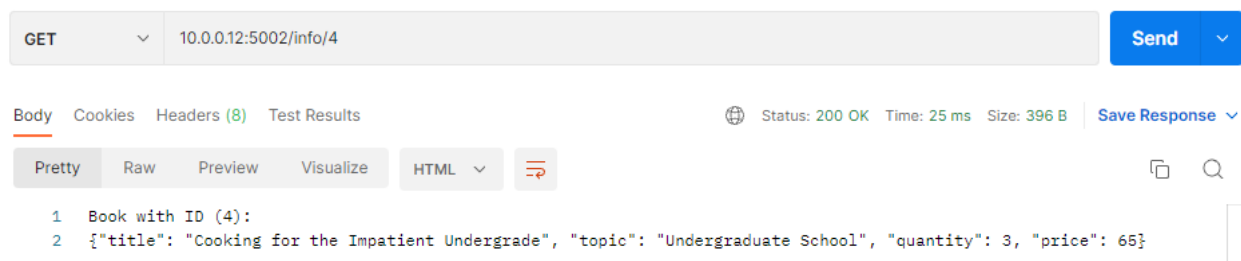 GET 10.0.0.12:5002/info/4 Send
Body Cookies Headers (8) Test Results Status: 200 OK Time: 25 ms Size: 396 B Save Response
Pretty Raw Preview Visualize HTML
1 Book with ID (4):
2 {"title": "Cooking for the Impatient Undergrade", "topic": "Undergraduate School", "quantity": 3, "price": 65}